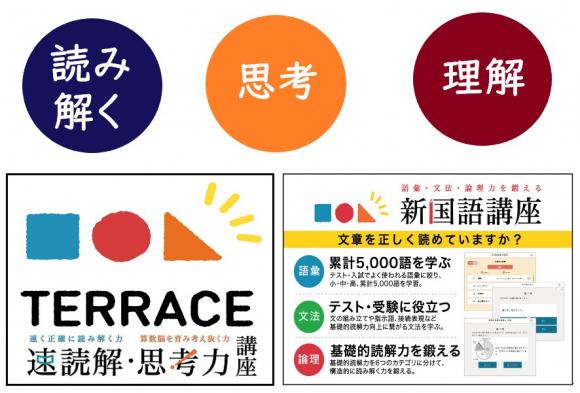 読み
解く
思考
理解
TERRACE
速く正確に読み解く力 算数脳を育み考え抜く力
速読解・思考力講座
語彙・文法・論理力を鍛える
新国語講座
文章を正しく読めていますか?
語彙 累計5,000語を学ぶ
テスト・入試でよく使われる語彙に絞り、
小・中・高、累計5,000語を学習。
文法 テスト・受験に役立つ
文の組み立てや指示語、接続表現など
基礎的読解力向上に繋がる文法を学ぶ。
論理 基礎的読解力を鍛える
基礎的読解力を6つのカテゴリに分けて、
構造的に読み解く力を鍛える。